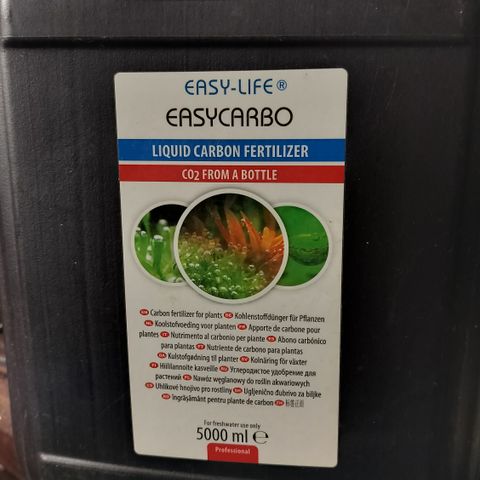 EASY-LIFE®
EASYCARBO
LIQUID CARBON FERTILIZER
CO2 FROM A BOTTLE
Carbon fertilizer for plants Kohlenstoffdünger für Pflanzen
Koolstofvoeding voor planten Apporte de carbone pour
plantes Nutrimento al carbonio per piante Abono carbónico
para plantas Nutriente de carbono para plantas
Kulstofgødning til planter Kolnäring för växter
Hiililannoite kasveille Углеродистое удобрение для
растений Nawóz węglanowy do roślin akwariowych
Uhlíkové hnojivo pro rostliny Ugljenično đubrivo za biljke
îngrășământ pentru plante de carbon
For freshwater use only
5000 ml ℮
Professional